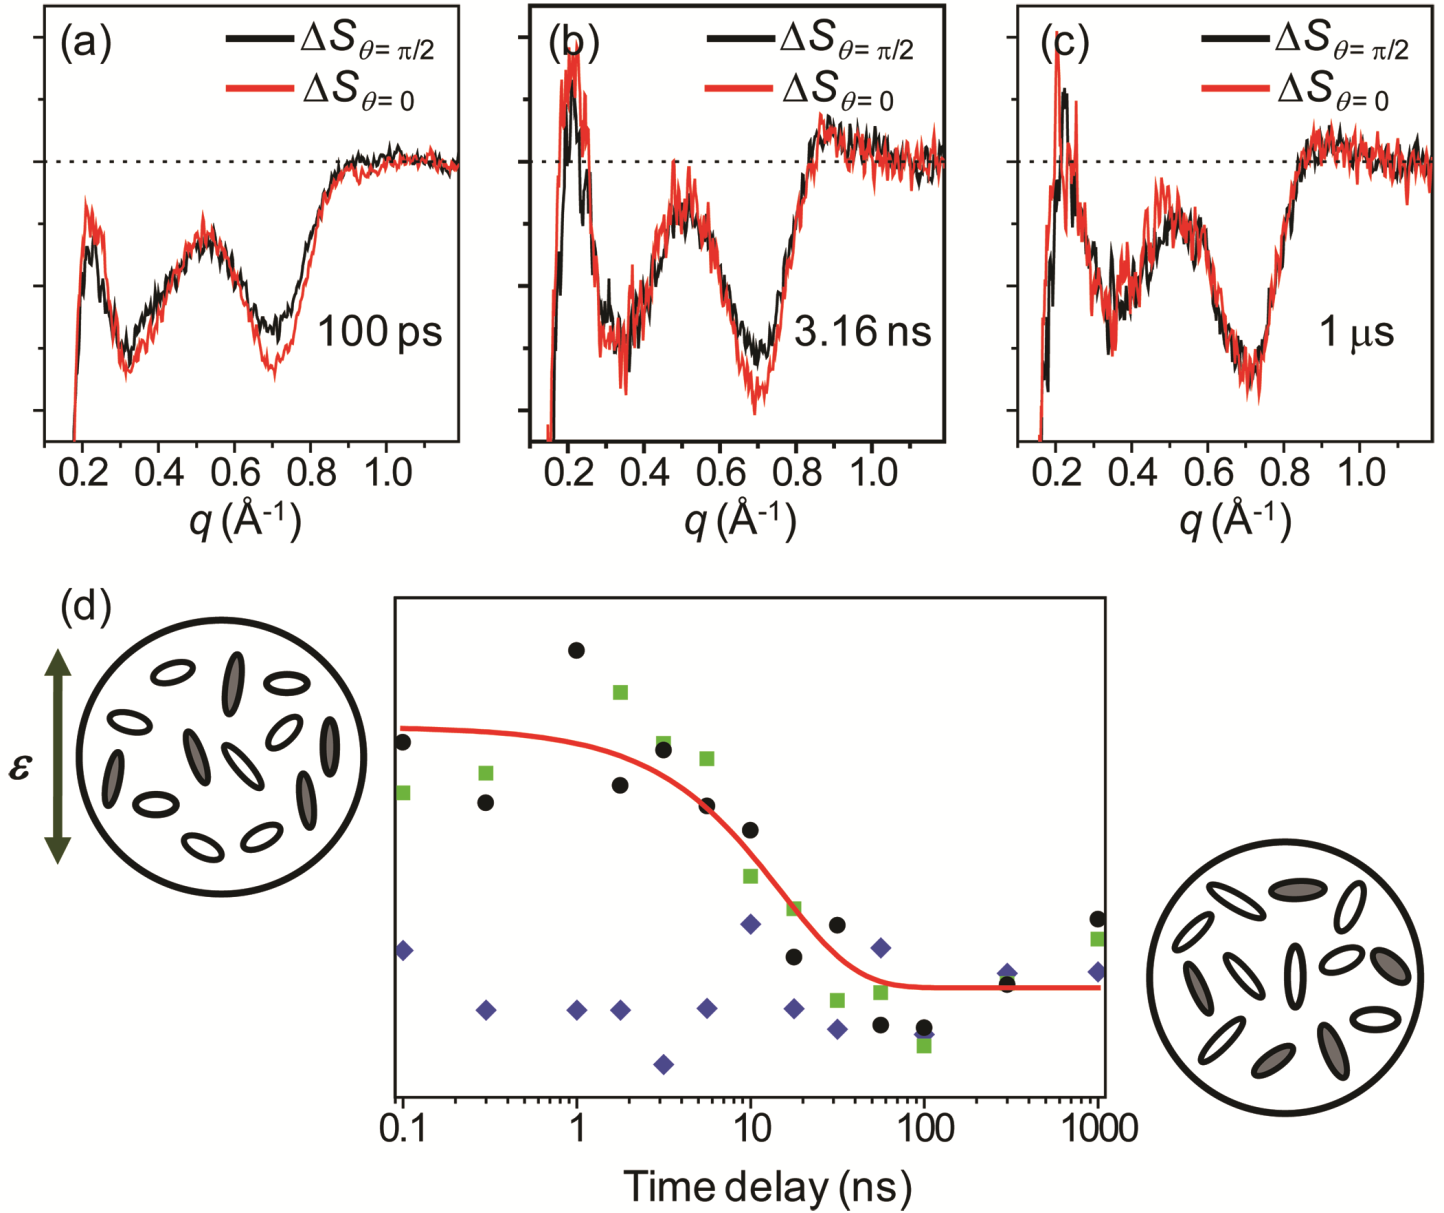 (a)
ΔSθ= π/2
ΔSθ= 0
100 ps
0.2 0.4 0.6 0.8 1.0
q (Å-1)
(b)
ΔSθ= π/2
ΔSθ= 0
3.16 ns
0.2 0.4 0.6 0.8 1.0
q (Å-1)
(c)
ΔSθ= π/2
ΔSθ= 0
1 μs
0.2 0.4 0.6 0.8 1.0
q (Å-1)
(d)
ε
0.1 1 10 100 1000
Time delay (ns)